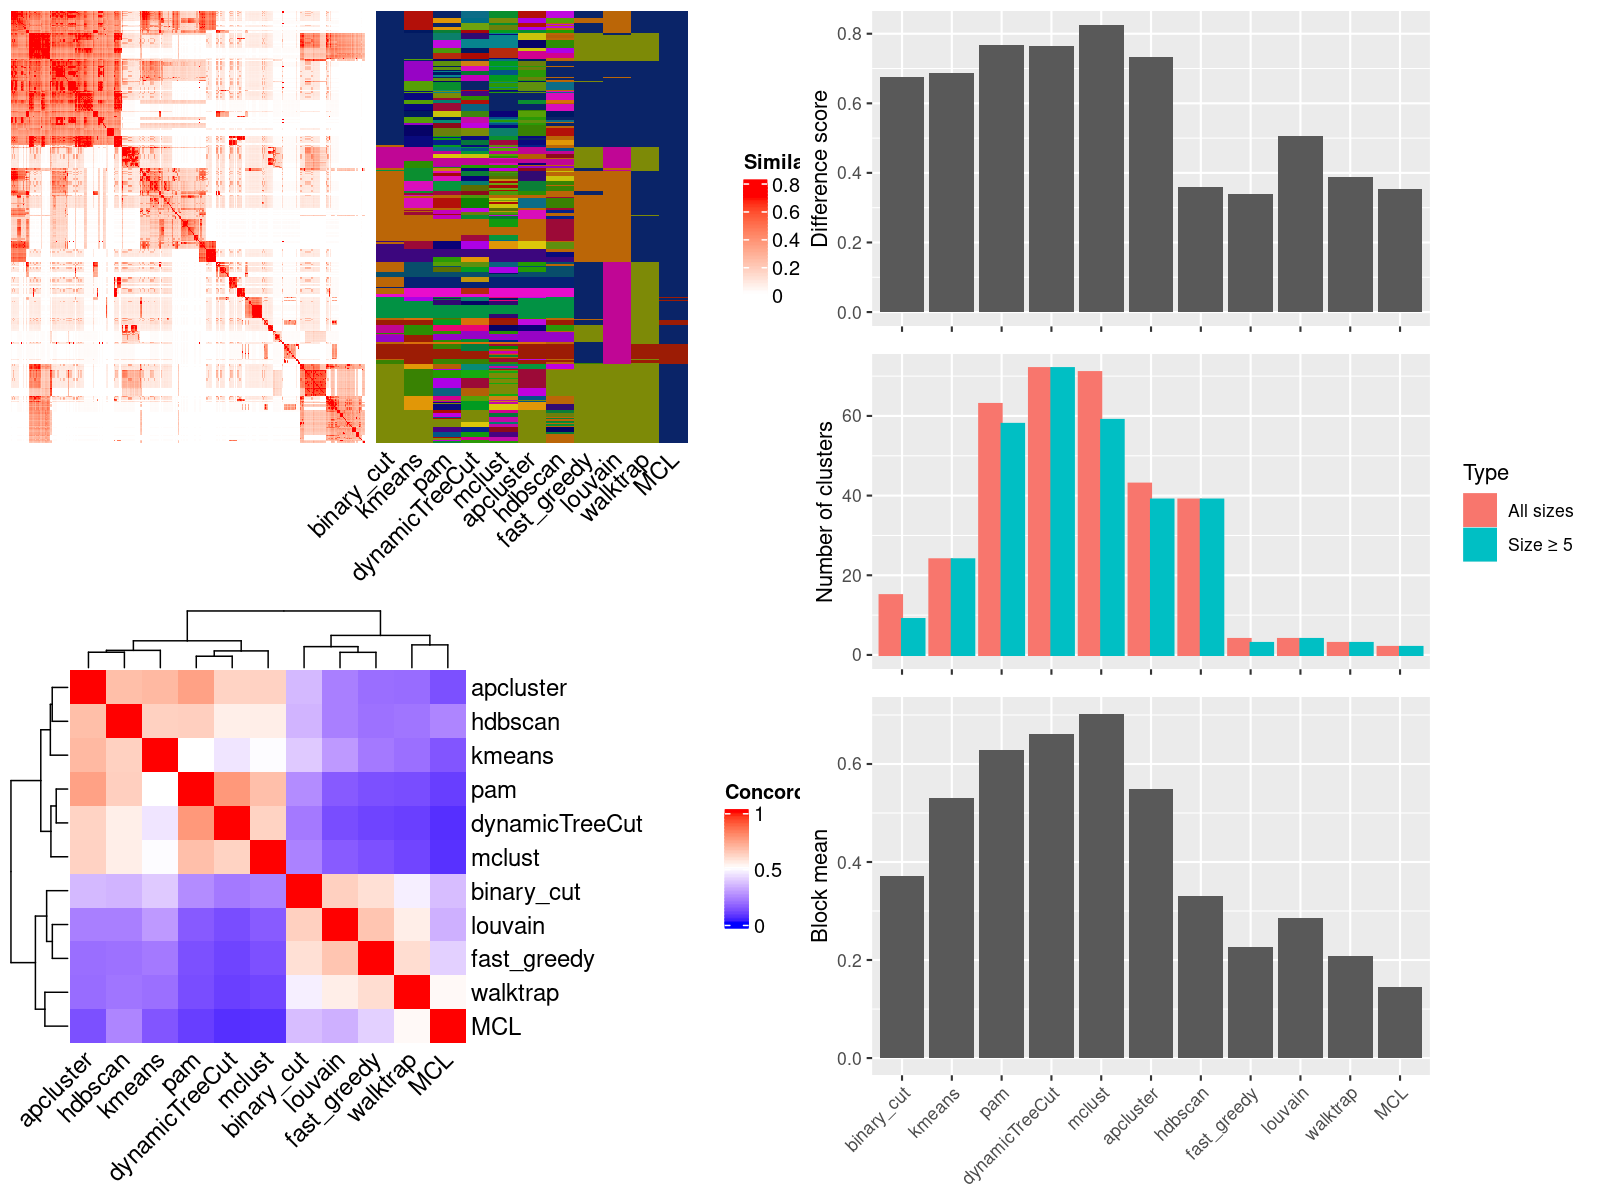 Simila
0.8
0.6
0.4
0.2
0
binary_cut
kmeans
pam
dynamicTreeCut
mclust
apcluster
hdbscan
fast_greedy
louvain
walktrap
MCL
apcluster
hdbscan
kmeans
pam
dynamicTreeCut
mclust
binary_cut
louvain
fast_greedy
walktrap
MCL
Concord
1
0.5
0
apcluster
hdbscan
kmeans
pam
dynamicTreeCut
mclust
binary_cut
louvain
fast_greedy
walktrap
MCL
Difference score
0.8
0.6
0.4
0.2
0.0
Number of clusters
60
40
20
0
Type
All sizes
Size ≥ 5
Block mean
0.6
0.4
0.2
0.0
binary_cut
kmeans
pam
dynamicTreeCut
mclust
apcluster
hdbscan
fast_greedy
louvain
walktrap
MCL